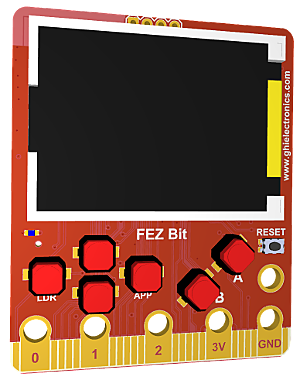 www.ghielectronics.com
FEZ Bit
RESET
LDR
APP
A
B
0
1
2
3V
GND